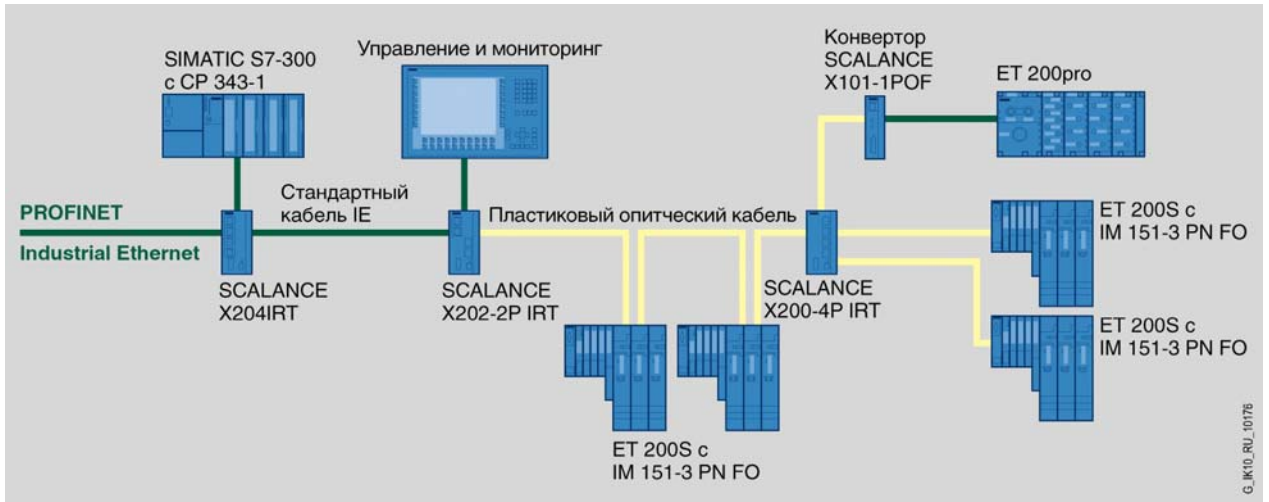 SIMATIC S7-300
с CP 343-1
Управление и мониторинг
Конвертор
SCALANCE
X101-1POF
ET 200pro
Стандартный
кабель IE
Пластиковый опитческий кабель
PROFINET
Industrial Ethernet
SCALANCE
X204IRT
SCALANCE
X202-2P IRT
SCALANCE
X200-4P IRT
ET 200S с
IM 151-3 PN FO
ET 200S с
IM 151-3 PN FO
ET 200S с
IM 151-3 PN FO
G_IK10_RU_10176